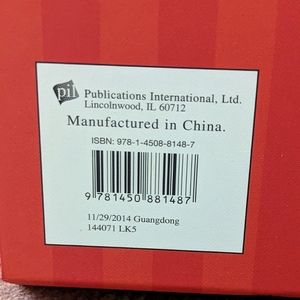 pil
Publications International, Ltd.
Lincolnwood, IL 60712
Manufactured in China.
ISBN: 978-1-4508-8148-7
9 781450 881487
11/29/2014 Guangdong
144071 LK5